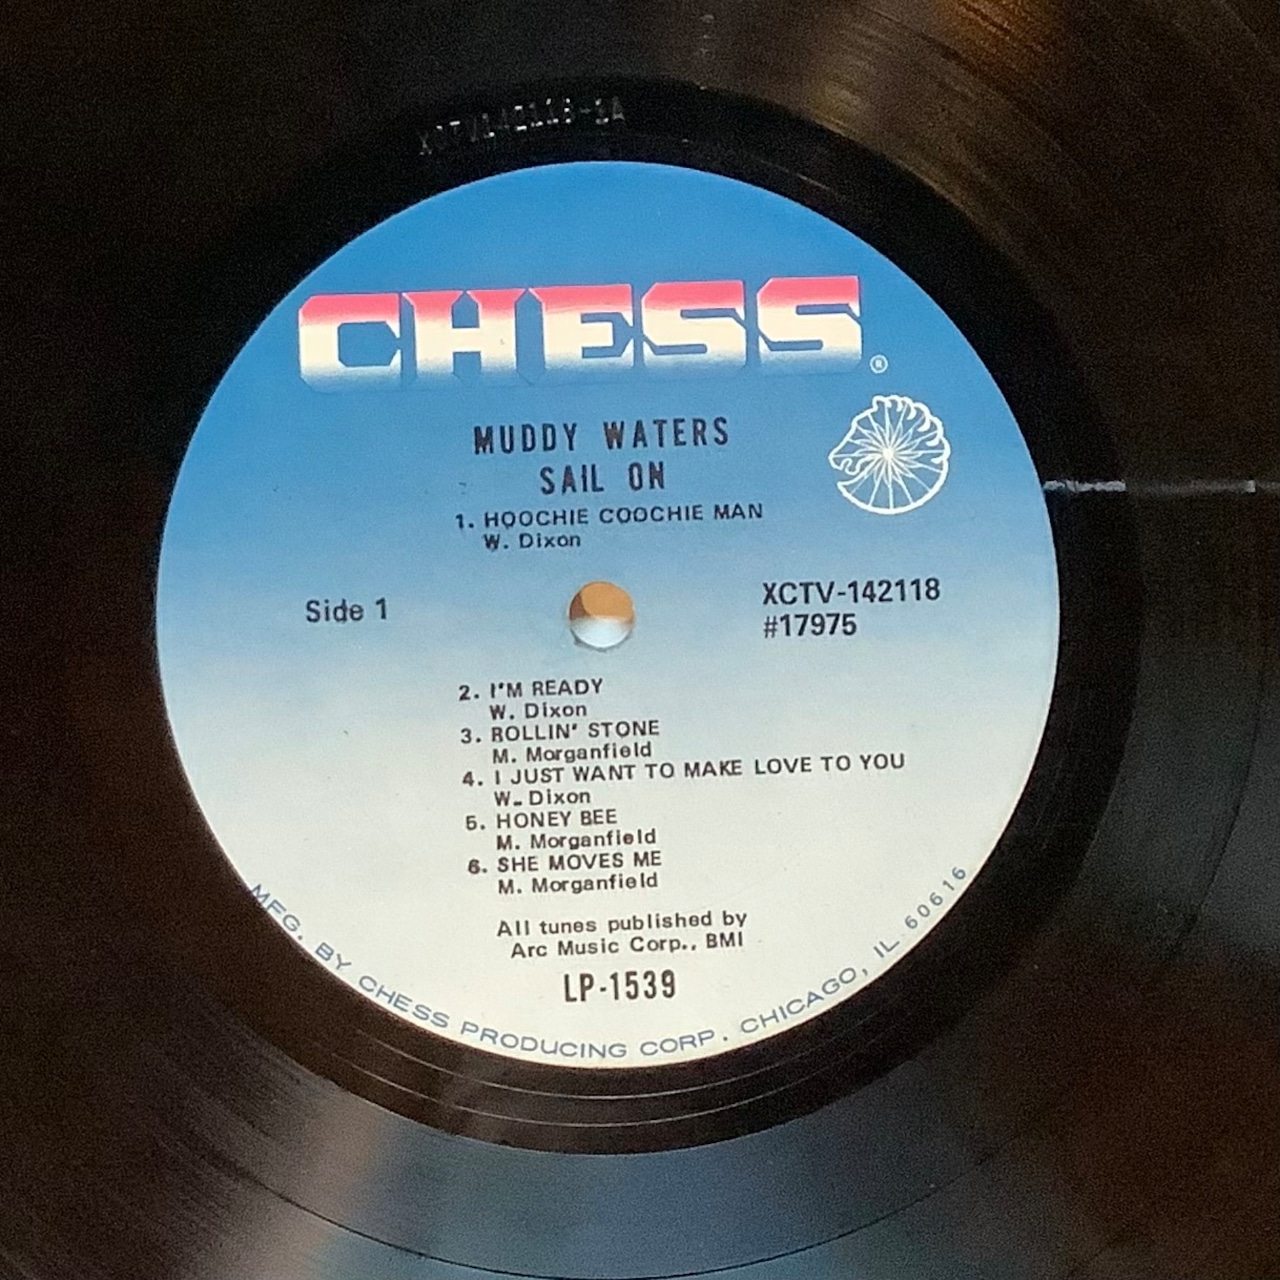 XCTV142118-1A
CHESS
®
MUDDY WATERS
SAIL ON
1. HOOCHIE COOCHIE MAN
W. Dixon
Side 1
XCTV-142118
#17975
2. I'M READY
W. Dixon
3. ROLLIN' STONE
M. Morganfield
4. I JUST WANT TO MAKE LOVE TO YOU
W. Dixon
5. HONEY BEE
M. Morganfield
6. SHE MOVES ME
M. Morganfield
All tunes published by
Arc Music Corp., BMI
LP-1539
MFG. BY CHESS PRODUCING CORP. CHICAGO, IL 60616